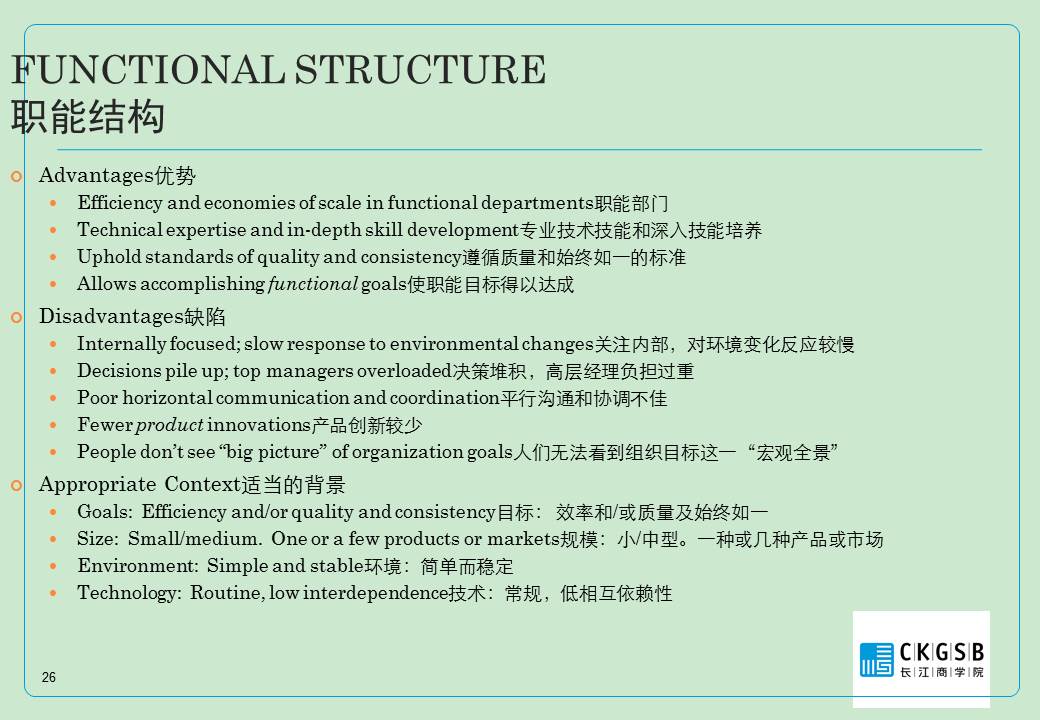 FUNCTIONAL STRUCTURE
职能结构
Advantages优势
Efficiency and economies of scale in functional departments职能部门
Technical expertise and in-depth skill development专业技术技能和深入技能培养
Uphold standards of quality and consistency遵循质量和始终如一的标准
Allows accomplishing functional goals使职能目标得以达成
Disadvantages缺陷
Internally focused; slow response to environmental changes关注内部，对环境变化反应较慢
Decisions pile up; top managers overloaded决策堆积，高层经理负担过重
Poor horizontal communication and coordination平行沟通和协调不佳
Fewer product innovations产品创新较少
People don’t see “big picture” of organization goals人们无法看到组织目标这一“宏观全景”
Appropriate Context适当的背景
Goals: Efficiency and/or quality and consistency目标： 效率和/或质量及始终如一
Size: Small/medium. One or a few products or markets规模：小/中型。一种或几种产品或市场
Environment: Simple and stable环境：简单而稳定
Technology: Routine, low interdependence技术：常规，低相互依赖性
CKGSB
长江商学院
26